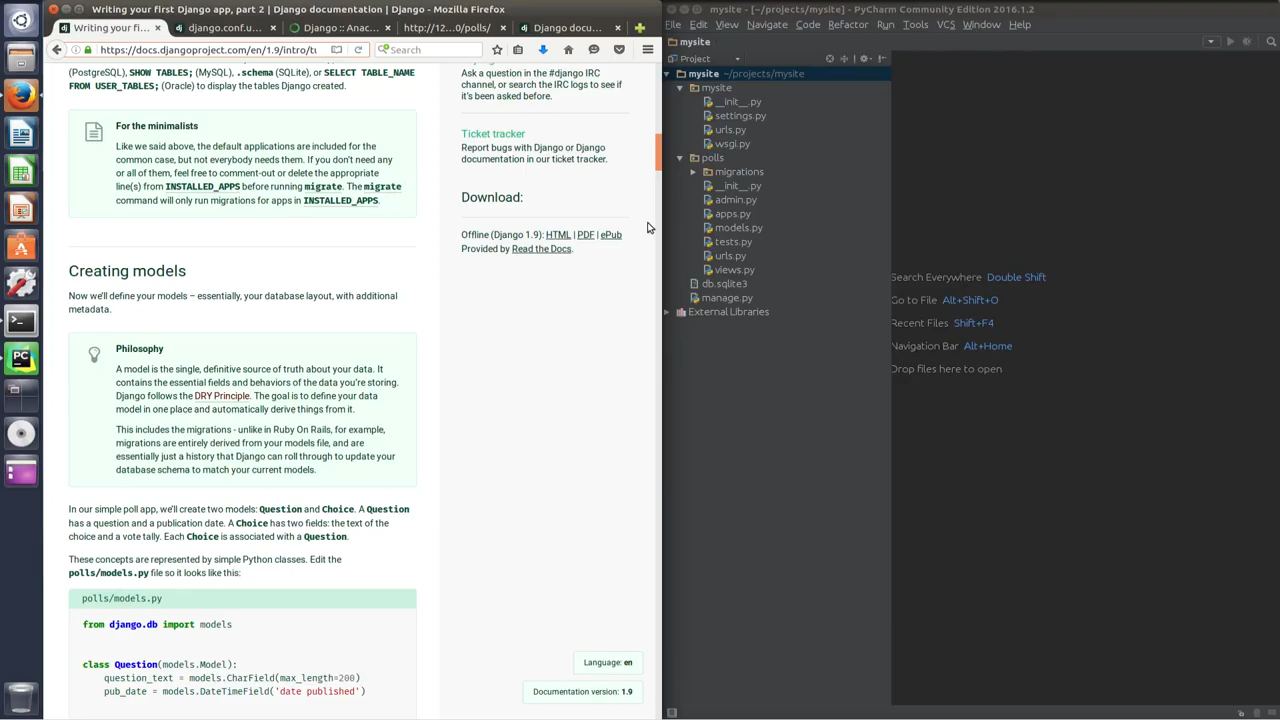 Writing your first Django app, part 2 | Django documentation | Django - Mozilla Firefox
Writing your fi... × django.conf.u... × Django :: Anac... × http://12...0/polls/ × Django docu... ×
https://docs.djangoproject.com/en/1.9/intro/tu
Search
(PostgreSQL), SHOW TABLES; (MySQL), .schema (SQLite), or SELECT TABLE_NAME
FROM USER_TABLES; (Oracle) to display the tables Django created.
For the minimalists
Like we said above, the default applications are included for the
common case, but not everybody needs them. If you don't need any
or all of them, feel free to comment-out or delete the appropriate
line(s) from INSTALLED_APPS before running migrate. The migrate
command will only run migrations for apps in INSTALLED_APPS.
Creating models
Now we'll define your models – essentially, your database layout, with additional
metadata.
Philosophy
A model is the single, definitive source of truth about your data. It
contains the essential fields and behaviors of the data you're storing.
Django follows the DRY Principle. The goal is to define your data
model in one place and automatically derive things from it.
This includes the migrations - unlike in Ruby On Rails, for example,
migrations are entirely derived from your models file, and are
essentially just a history that Django can roll through to update your
database schema to match your current models.
In our simple poll app, we'll create two models: Question and Choice. A Question
has a question and a publication date. A Choice has two fields: the text of the
choice and a vote tally. Each Choice is associated with a Question.
These concepts are represented by simple Python classes. Edit the
polls/models.py file so it looks like this:
polls/models.py
from django.db import models
class Question(models.Model):
question_text = models.CharField(max_length=200)
pub_date = models.DateTimeField('date published')
Ask a question in the #django IRC
channel, or search the IRC logs to see if
it's been asked before.
Ticket tracker
Report bugs with Django or Django
documentation in our ticket tracker.
Download:
Offline (Django 1.9): HTML | PDF | ePub
Provided by Read the Docs.
Language: en
Documentation version: 1.9
mysite - [~/projects/mysite] - PyCharm Community Edition 2016.1.2
File Edit View Navigate Code Refactor Run Tools VCS Window Help
mysite
Project
mysite ~/projects/mysite
mysite
__init__.py
settings.py
urls.py
wsgi.py
polls
migrations
__init__.py
admin.py
apps.py
models.py
tests.py
urls.py
views.py
db.sqlite3
manage.py
External Libraries
Search Everywhere Double Shift
Go to File Alt+Shift+O
Recent Files Shift+F4
Navigation Bar Alt+Home
Drop files here to open
PC